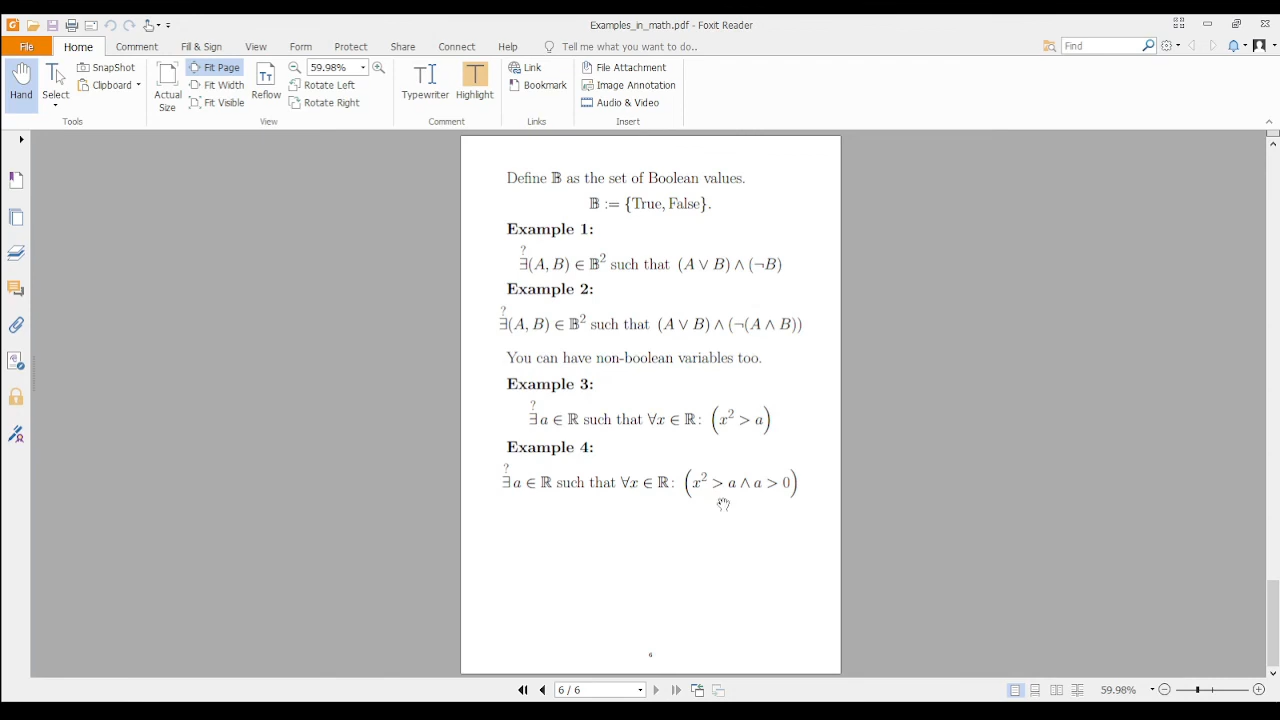 Examples_in_math.pdf - Foxit Reader
File Home Comment Fill & Sign View Form Protect Share Connect Help Tell me what you want to do.. Find
Hand
Select
SnapShot
Clipboard
Tools
Actual Size
Fit Page
Fit Width
Fit Visible
Reflow
59.98%
Rotate Left
Rotate Right
View
Typewriter
Highlight
Comment
Link
Bookmark
Links
File Attachment
Image Annotation
Audio & Video
Insert
Define 𝔹 as the set of Boolean values.
𝔹 := {True, False}.
Example 1:
?
∃(A, B) ∈ 𝔹² such that (A ∨ B) ∧ (¬B)
Example 2:
?
∃(A, B) ∈ 𝔹² such that (A ∨ B) ∧ (¬(A ∧ B))
You can have non-boolean variables too.
Example 3:
?
∃ a ∈ ℝ such that ∀x ∈ ℝ: (x² > a)
Example 4:
?
∃ a ∈ ℝ such that ∀x ∈ ℝ: (x² > a ∧ a > 0)
6
6 / 6
59.98%